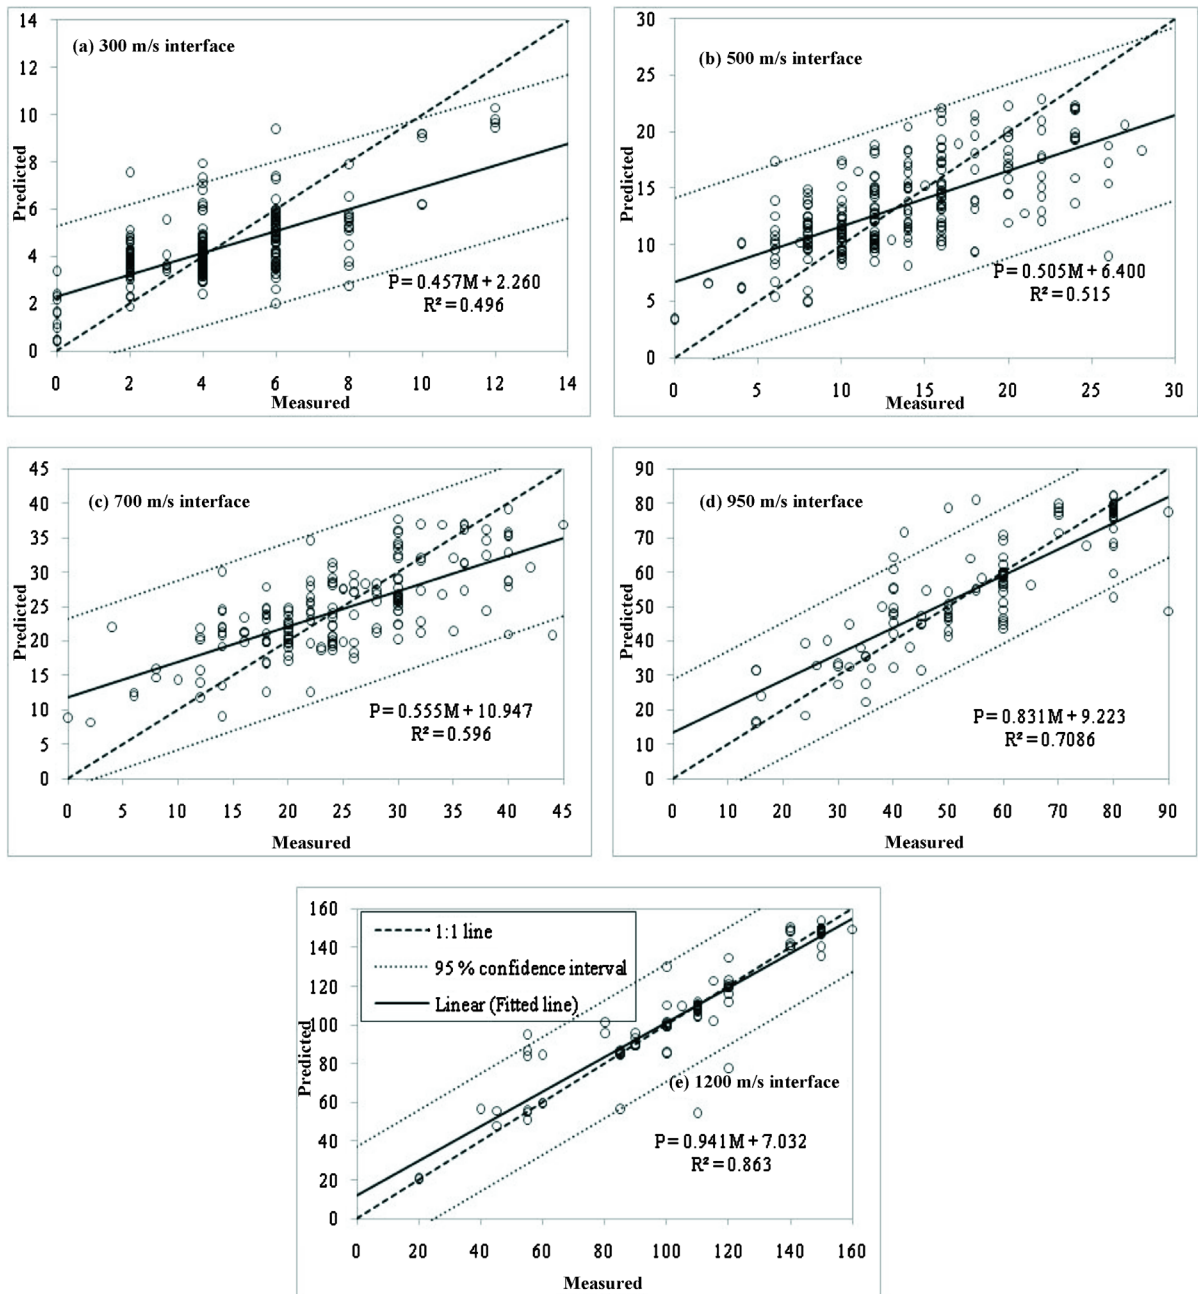 (a) 300 m/s interface
14
12
10
8
6
4
2
0
Predicted
P = 0.457M + 2.260
R² = 0.496
0 2 4 6 8 10 12 14
Measured
(b) 500 m/s interface
30
25
20
15
10
5
0
Predicted
P = 0.505M + 6.400
R² = 0.515
0 5 10 15 20 25 30
Measured
(c) 700 m/s interface
45
40
35
30
25
20
15
10
5
0
Predicted
P = 0.555M + 10.947
R² = 0.596
0 5 10 15 20 25 30 35 40 45
Measured
(d) 950 m/s interface
90
80
70
60
50
40
30
20
10
0
Predicted
P = 0.831M + 9.223
R² = 0.7086
0 10 20 30 40 50 60 70 80 90
Measured
160
140
120
100
80
60
40
20
0
Predicted
1:1 line
95 % confidence interval
Linear (Fitted line)
(e) 1200 m/s interface
P = 0.941M + 7.032
R² = 0.863
0 20 40 60 80 100 120 140 160
Measured